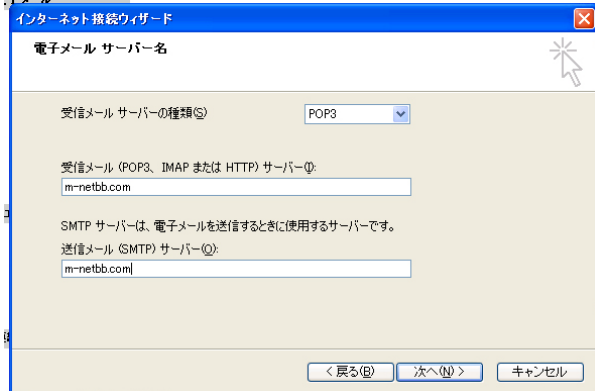 インターネット接続ウィザード
電子メール サーバー名
受信メール サーバーの種類(S)
POP3
受信メール (POP3、IMAP または HTTP) サーバー(I):
m-netbb.com
SMTP サーバーは、電子メールを送信するときに使用するサーバーです。
送信メール (SMTP) サーバー(O):
m-netbb.com
< 戻る(B)
次へ(N) >
キャンセル